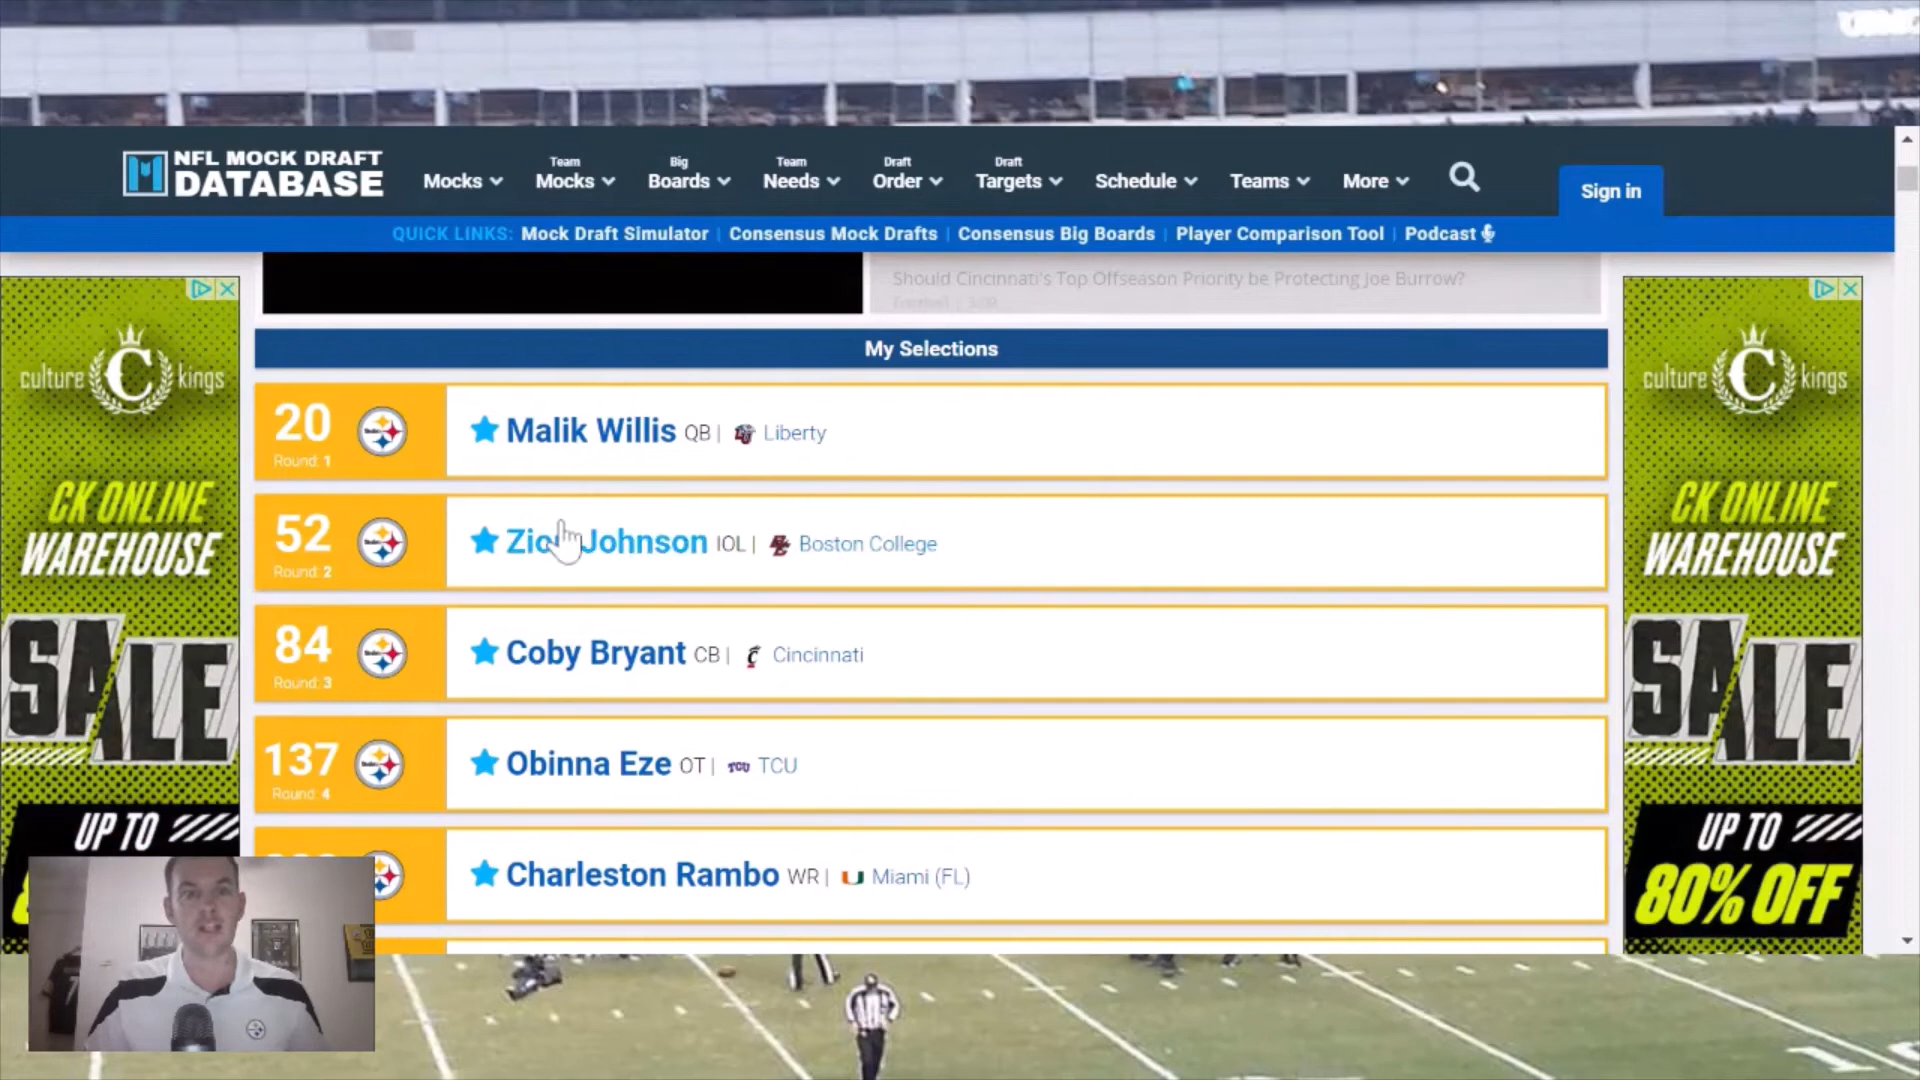 NFL MOCK DRAFT
DATABASE
Mocks
Team
Mocks
Big
Boards
Team
Needs
Draft
Order
Draft
Targets
Schedule
Teams
More
Sign in
QUICK LINKS: Mock Draft Simulator | Consensus Mock Drafts | Consensus Big Boards | Player Comparison Tool | Podcast
Should Cincinnati's Top Offseason Priority be Protecting Joe Burrow?
My Selections
20
Round: 1
Malik Willis QB | Liberty
52
Round: 2
Johnson IOL | Boston College
84
Round: 3
Coby Bryant CB | Cincinnati
137
Round: 4
Obinna Eze OT | TCU TCU
Charleston Rambo WR | Miami (FL)
culture C kings
CK ONLINE
WAREHOUSE
SALE
UP TO
culture C kings
CK ONLINE
WAREHOUSE
SALE
UP TO
80% OFF